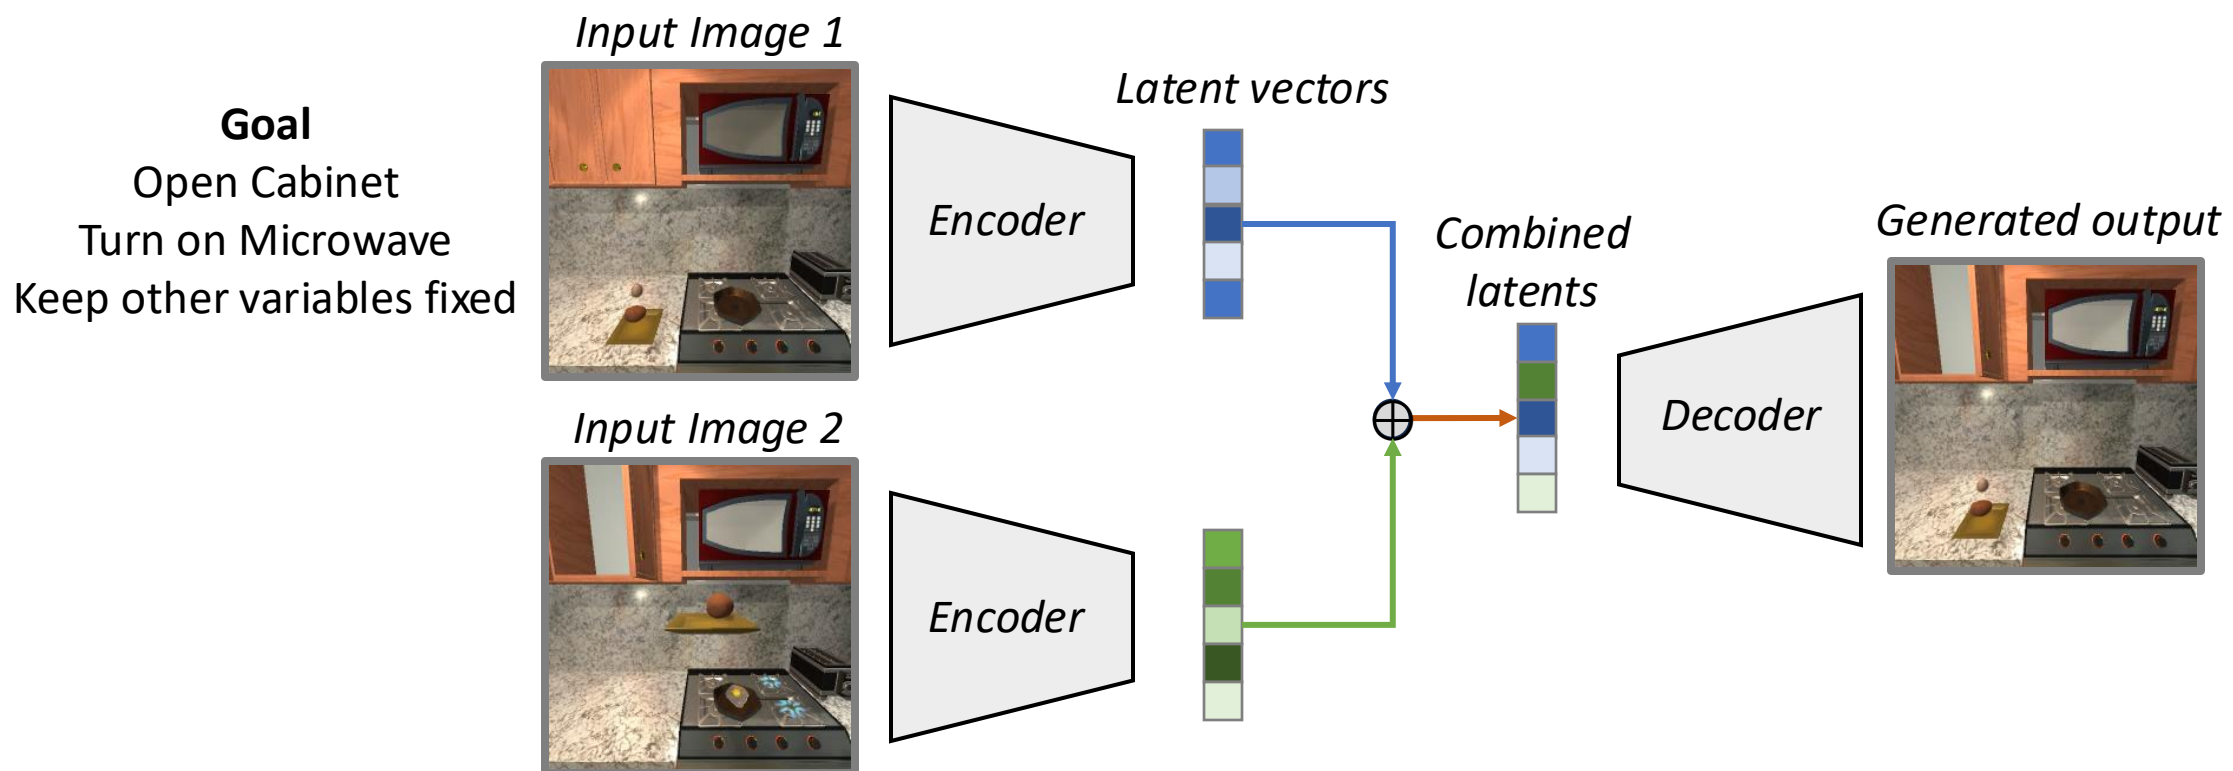 Goal
Open Cabinet
Turn on Microwave
Keep other variables fixed
Input Image 1
Encoder
Latent vectors
Input Image 2
Encoder
Combined
latents
Decoder
Generated output